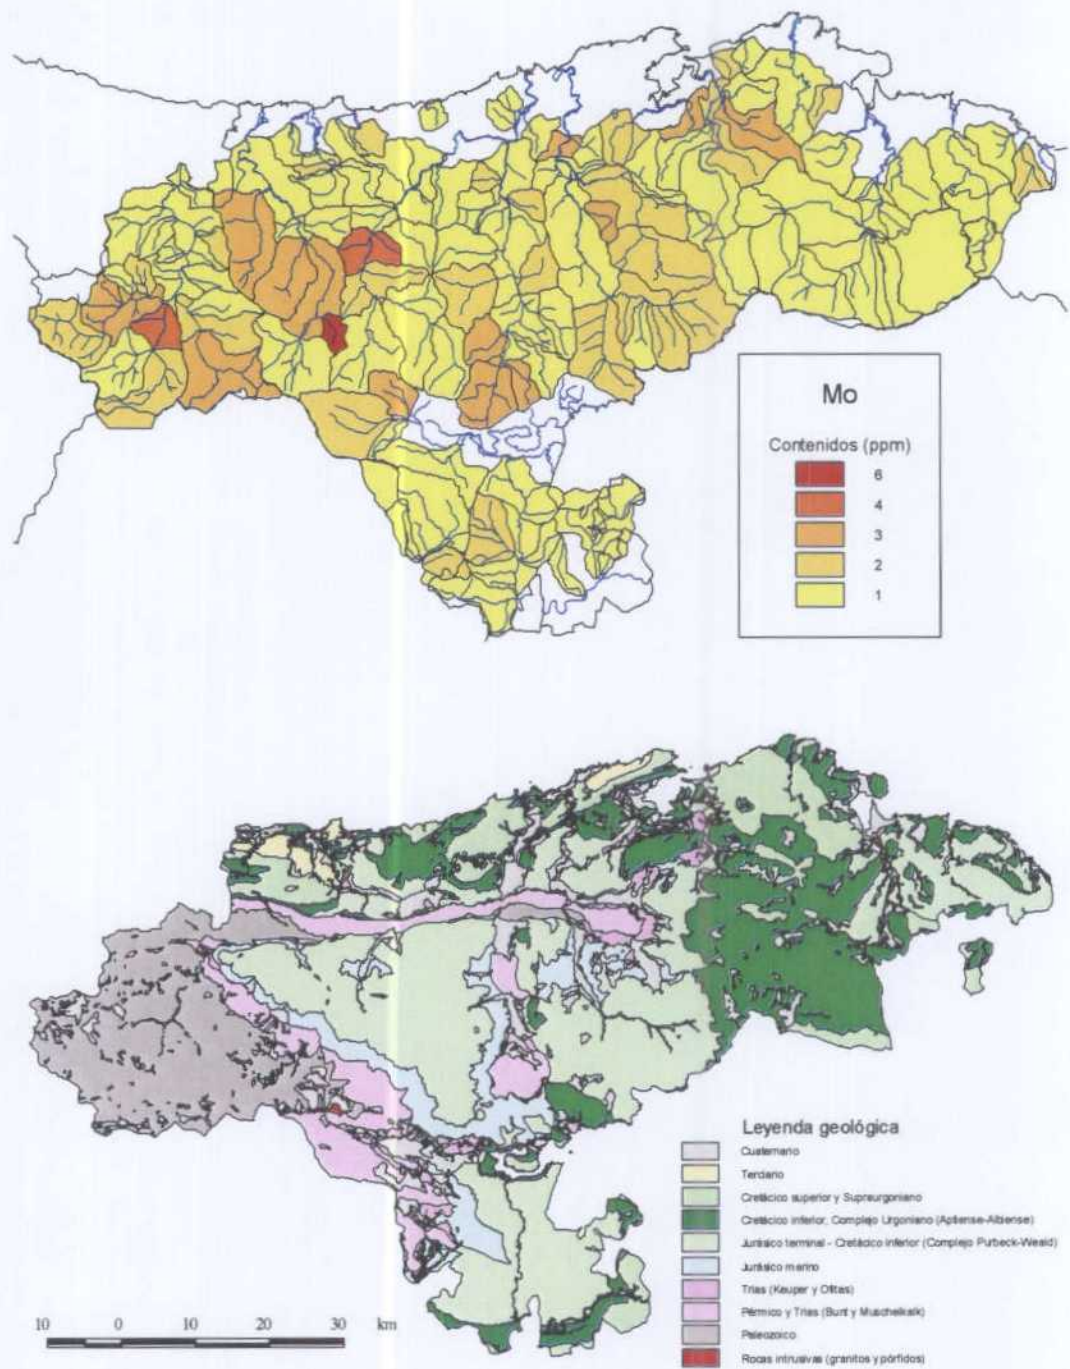 Mo
Contenidos (ppm)
6
4
3
2
1
Leyenda geológica
Cuaternario
Terciario
Cretácico superior y Supraurgoniano
Cretácico inferior, Complejo Urgoniano (Aptiense-Albiense)
Jurásico terminal - Cretácico inferior (Complejo Purbeck-Weald)
Jurásico marino
Trías (Keuper y Ofitas)
Pérmico y Trías (Bunt y Muschelkalk)
Paleozoico
Rocas intrusivas (granitos y pórfidos)
10 0 10 20 30 km